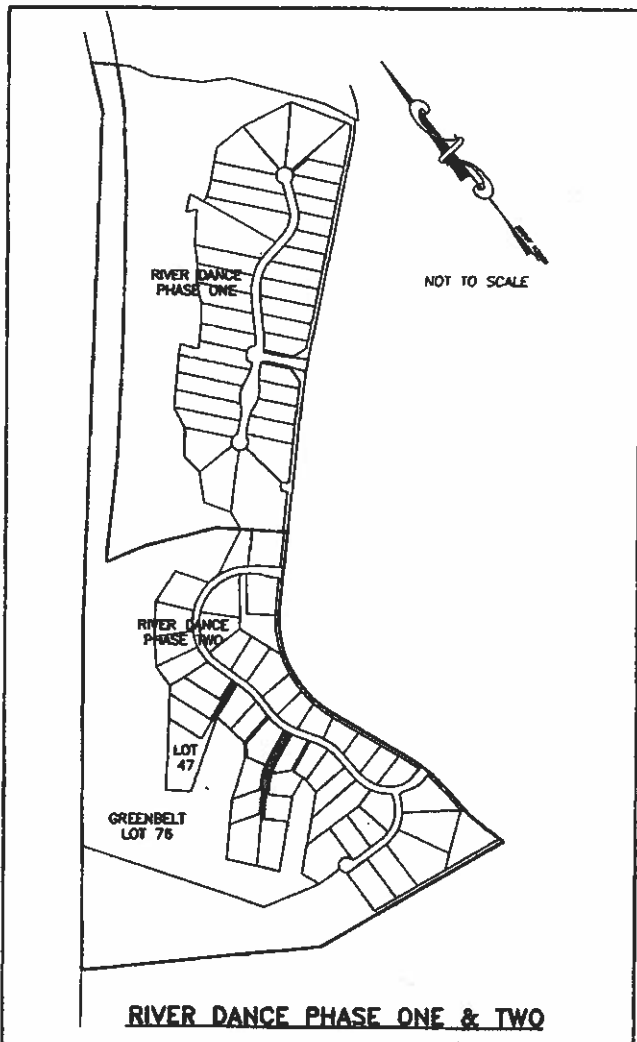 RIVER DANCE
PHASE ONE
NOT TO SCALE
RIVER DANCE
PHASE TWO
LOT
47
GREENBELT
LOT 76
RIVER DANCE PHASE ONE & TWO